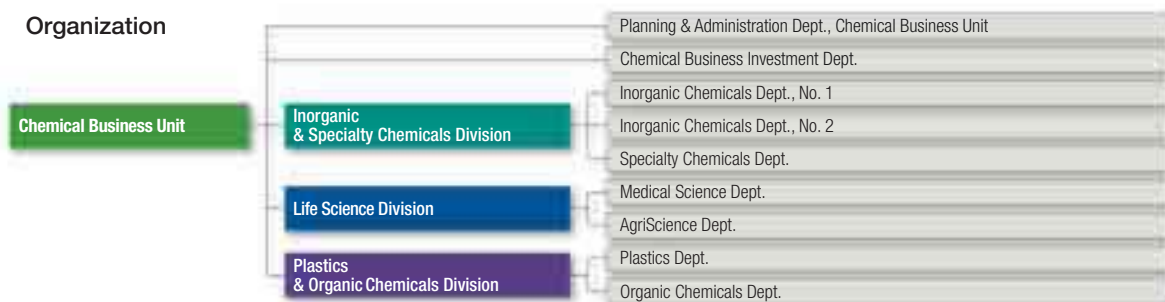 Organization
Planning & Administration Dept., Chemical Business Unit
Chemical Business Investment Dept.
Chemical Business Unit
Inorganic
& Specialty Chemicals Division
Inorganic Chemicals Dept., No. 1
Inorganic Chemicals Dept., No. 2
Specialty Chemicals Dept.
Life Science Division
Medical Science Dept.
AgriScience Dept.
Plastics
& Organic Chemicals Division
Plastics Dept.
Organic Chemicals Dept.